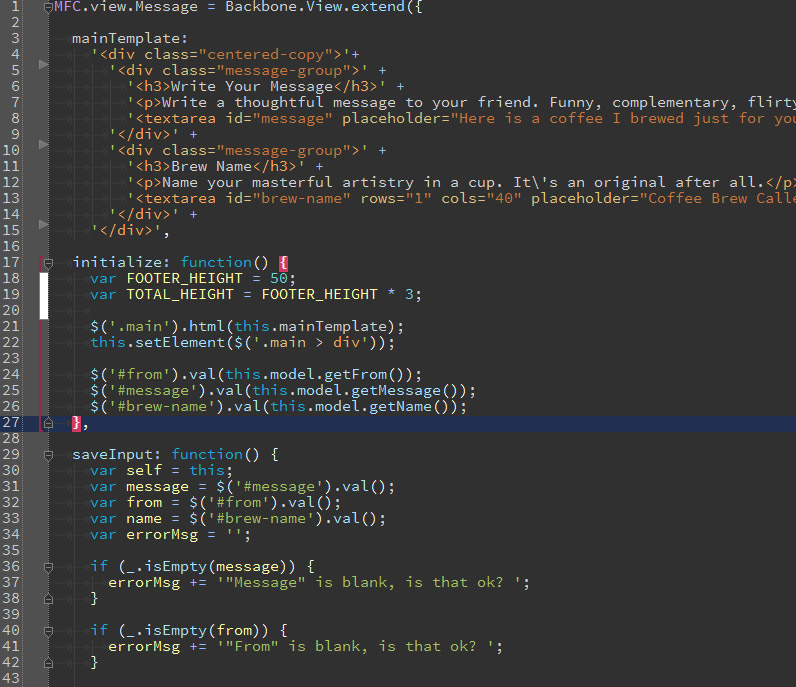 1 MFC.view.Message = Backbone.View.extend({
2
3 mainTemplate:
4 '<div class="centered-copy">'+
5 '<div class="message-group">' +
6 '<h3>Write Your Message</h3>' +
7 '<p>Write a thoughtful message to your friend. Funny, complementary, flirty
8 '<textarea id="message" placeholder="Here is a coffee I brewed just for you
9 '</div>' +
10 '<div class="message-group">' +
11 '<h3>Brew Name</h3>' +
12 '<p>Name your masterful artistry in a cup. It\'s an original after all.</p>
13 '<textarea id="brew-name" rows="1" cols="40" placeholder="Coffee Brew Calle
14 '</div>' +
15 '</div>',
16
17 initialize: function() {
18 var FOOTER_HEIGHT = 50;
19 var TOTAL_HEIGHT = FOOTER_HEIGHT * 3;
20
21 $('.main').html(this.mainTemplate);
22 this.setElement($('.main > div'));
23
24 $('#from').val(this.model.getFrom());
25 $('#message').val(this.model.getMessage());
26 $('#brew-name').val(this.model.getName());
27 },
28
29 saveInput: function() {
30 var self = this;
31 var message = $('#message').val();
32 var from = $('#from').val();
33 var name = $('#brew-name').val();
34 var errorMsg = '';
35
36 if (_.isEmpty(message)) {
37 errorMsg += '"Message" is blank, is that ok? ';
38 }
39
40 if (_.isEmpty(from)) {
41 errorMsg += '"From" is blank, is that ok? ';
42 }
43